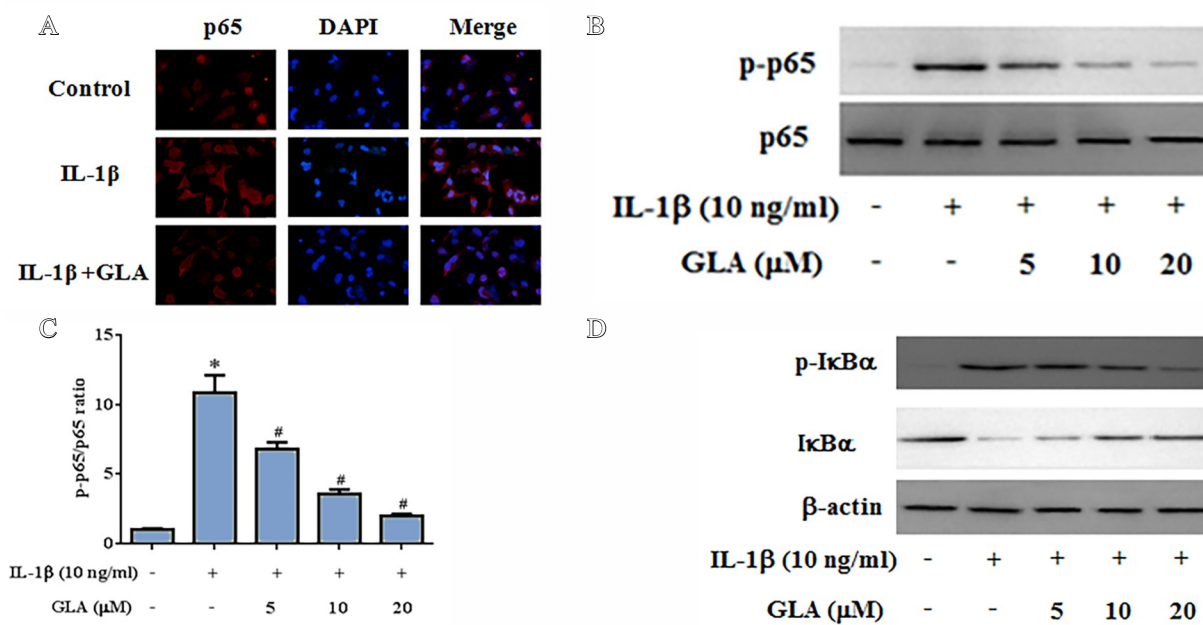 A
p65 DAPI Merge
Control
IL-1β
IL-1β+GLA
B
p-p65
p65
IL-1β (10 ng/ml) - + + + +
GLA (μM) - - 5 10 20
C
15
10
5
0
p-p65/p65 ratio
*
#
#
#
IL-1β (10 ng/ml) - + + + +
GLA (μM) - - 5 10 20
D
p-IκBα
IκBα
β-actin
IL-1β (10 ng/ml) - + + + +
GLA (μM) - - 5 10 20